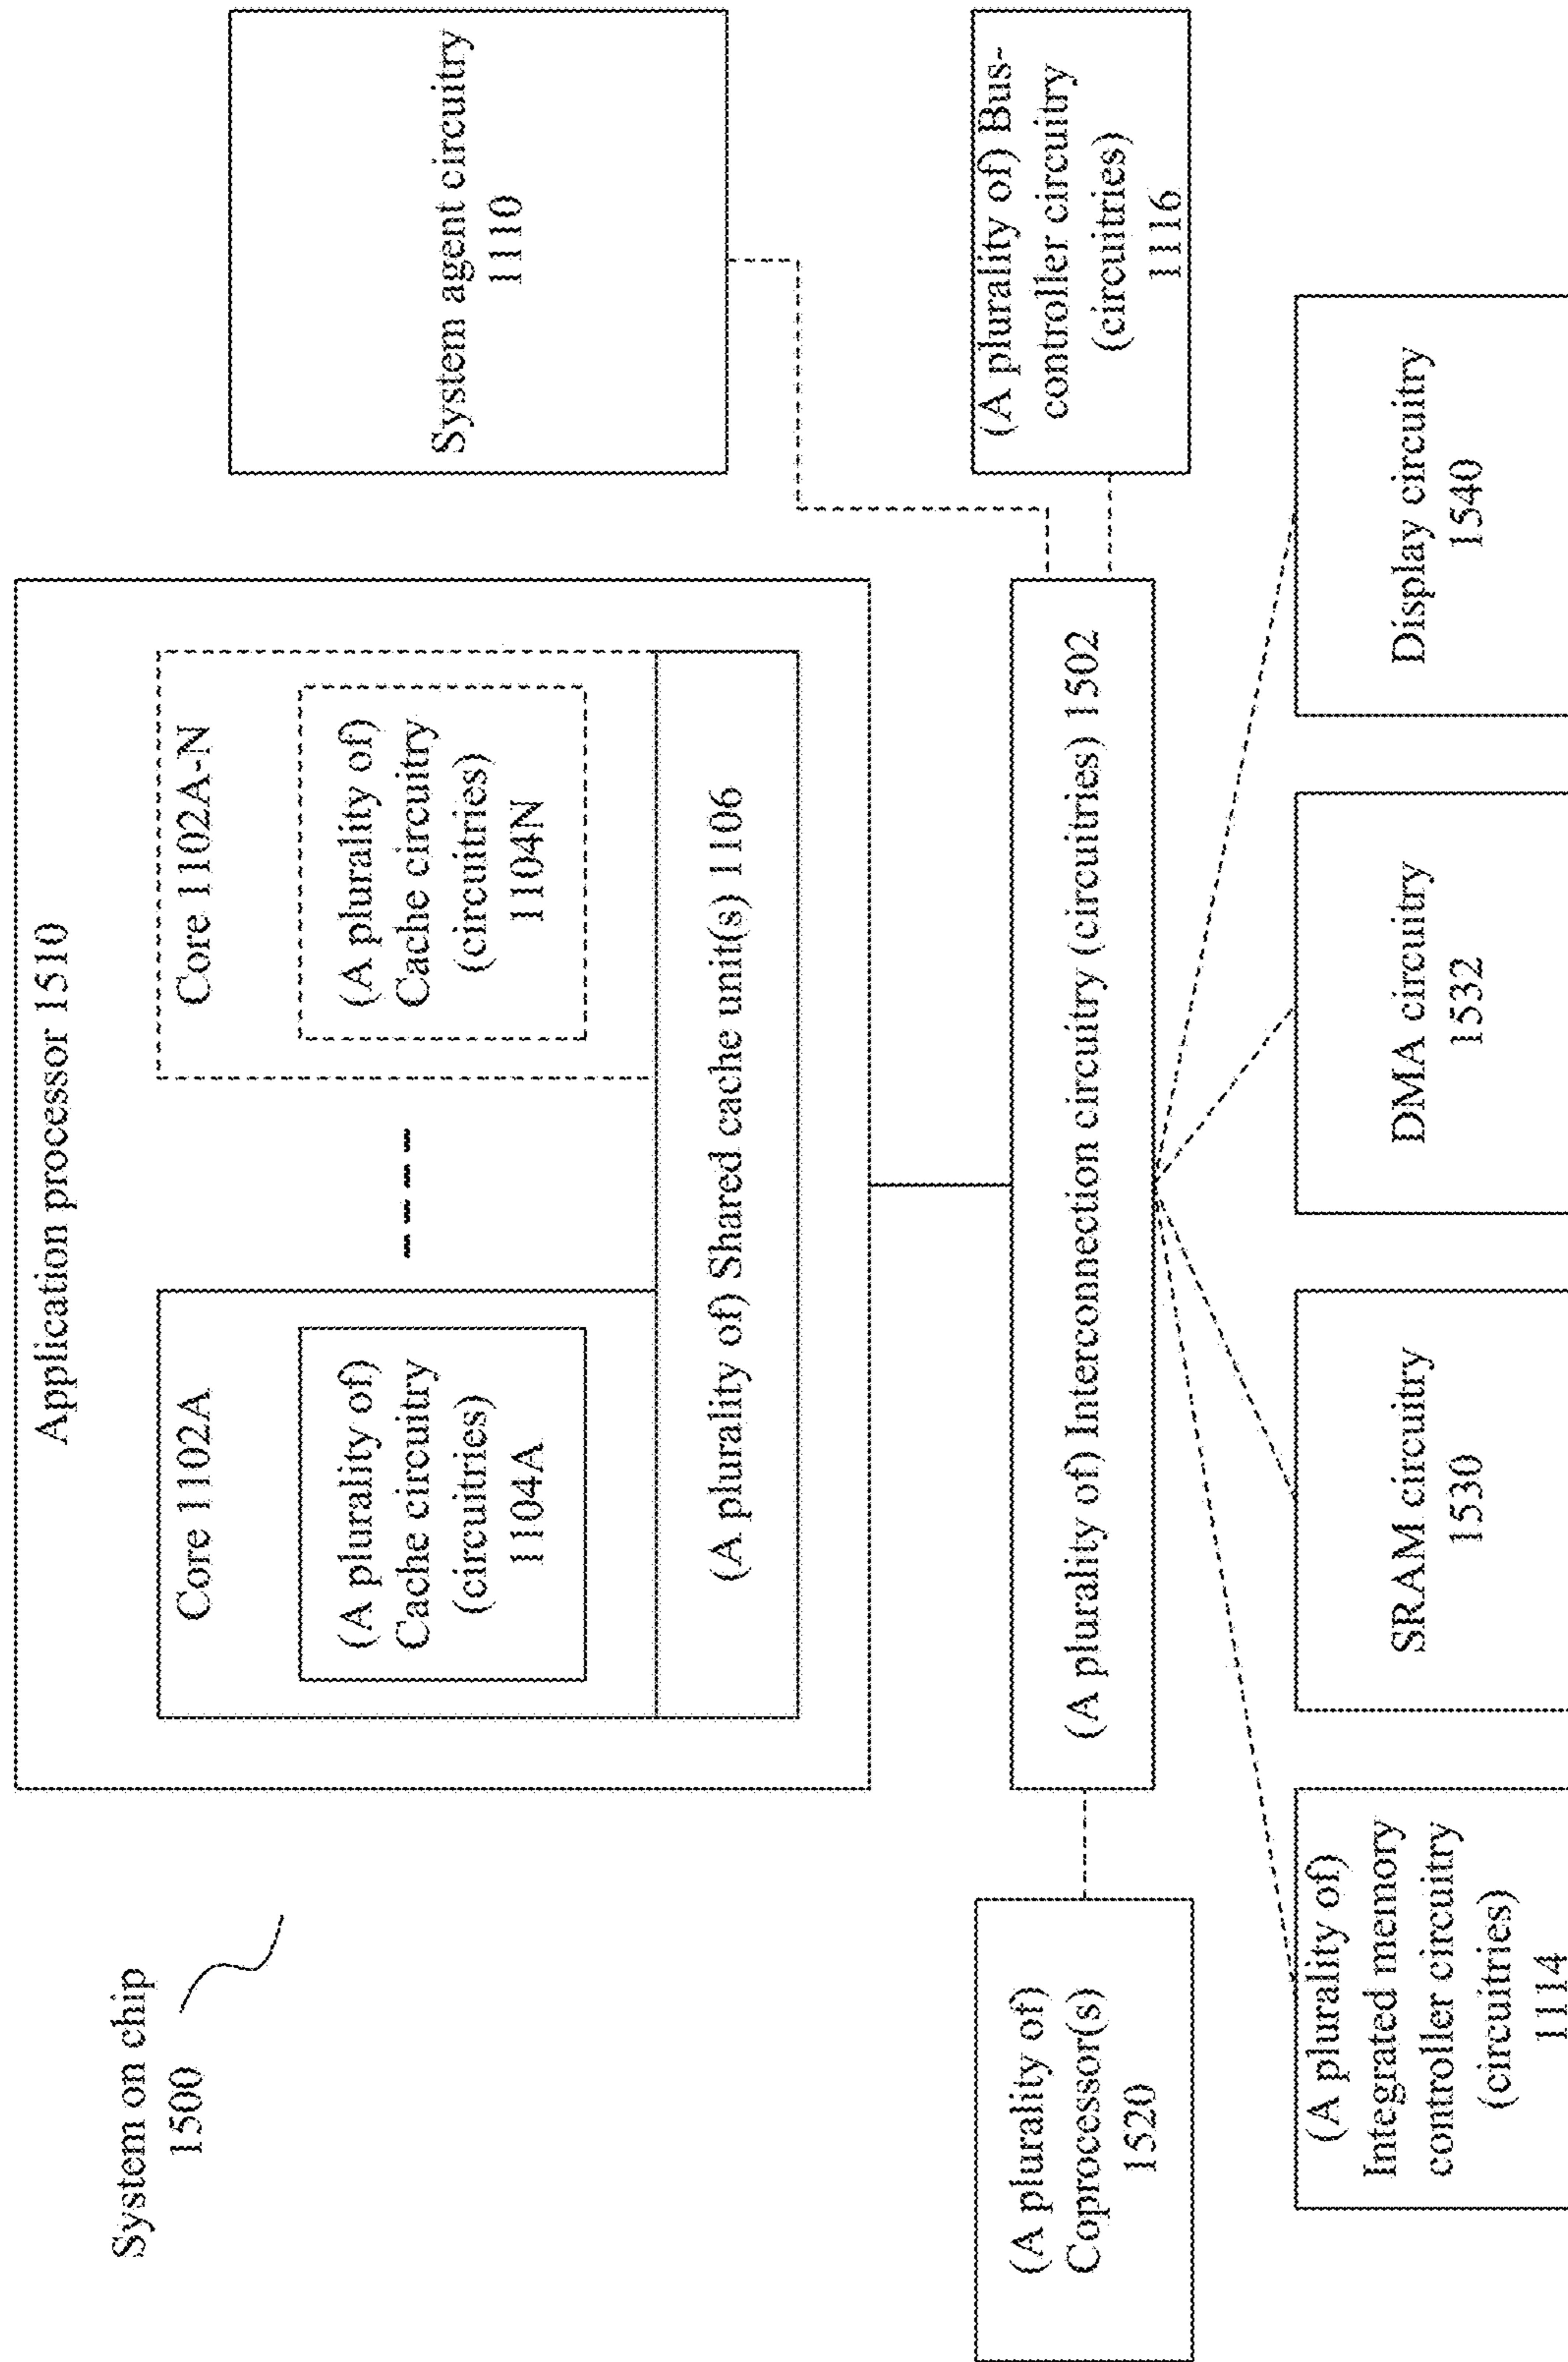 System on chip
1500
Application processor 1510
Core 1102A
(A plurality of)
Cache circuitry
(circuitries)
1104A
Core 1102A-N
(A plurality of)
Cache circuitry
(circuitries)
1104N
(A plurality of) Shared cache unit(s) 1106
System agent circuitry
1110
(A plurality of)
Coprocessor(s)
1520
(A plurality of) Interconnection circuitry (circuitries) 1502
(A plurality of) Bus-
controller circuitry
(circuitries)
1116
(A plurality of)
Integrated memory
controller circuitry
(circuitries)
1114
SRAM circuitry
1530
DMA circuitry
1532
Display circuitry
1540